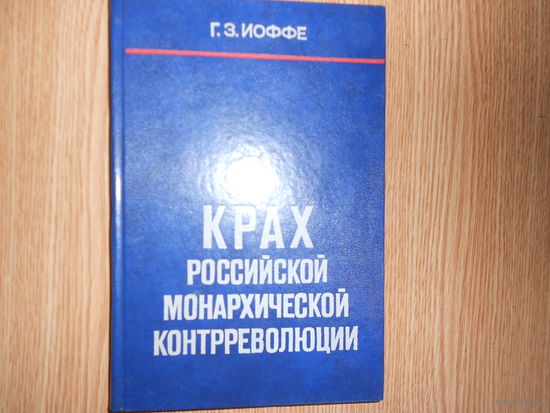 Г.З.ИОФФЕ
КРАХ
РОССИЙСКОЙ
МОНАРХИЧЕСКОЙ
КОНТРРЕВОЛЮЦИИ